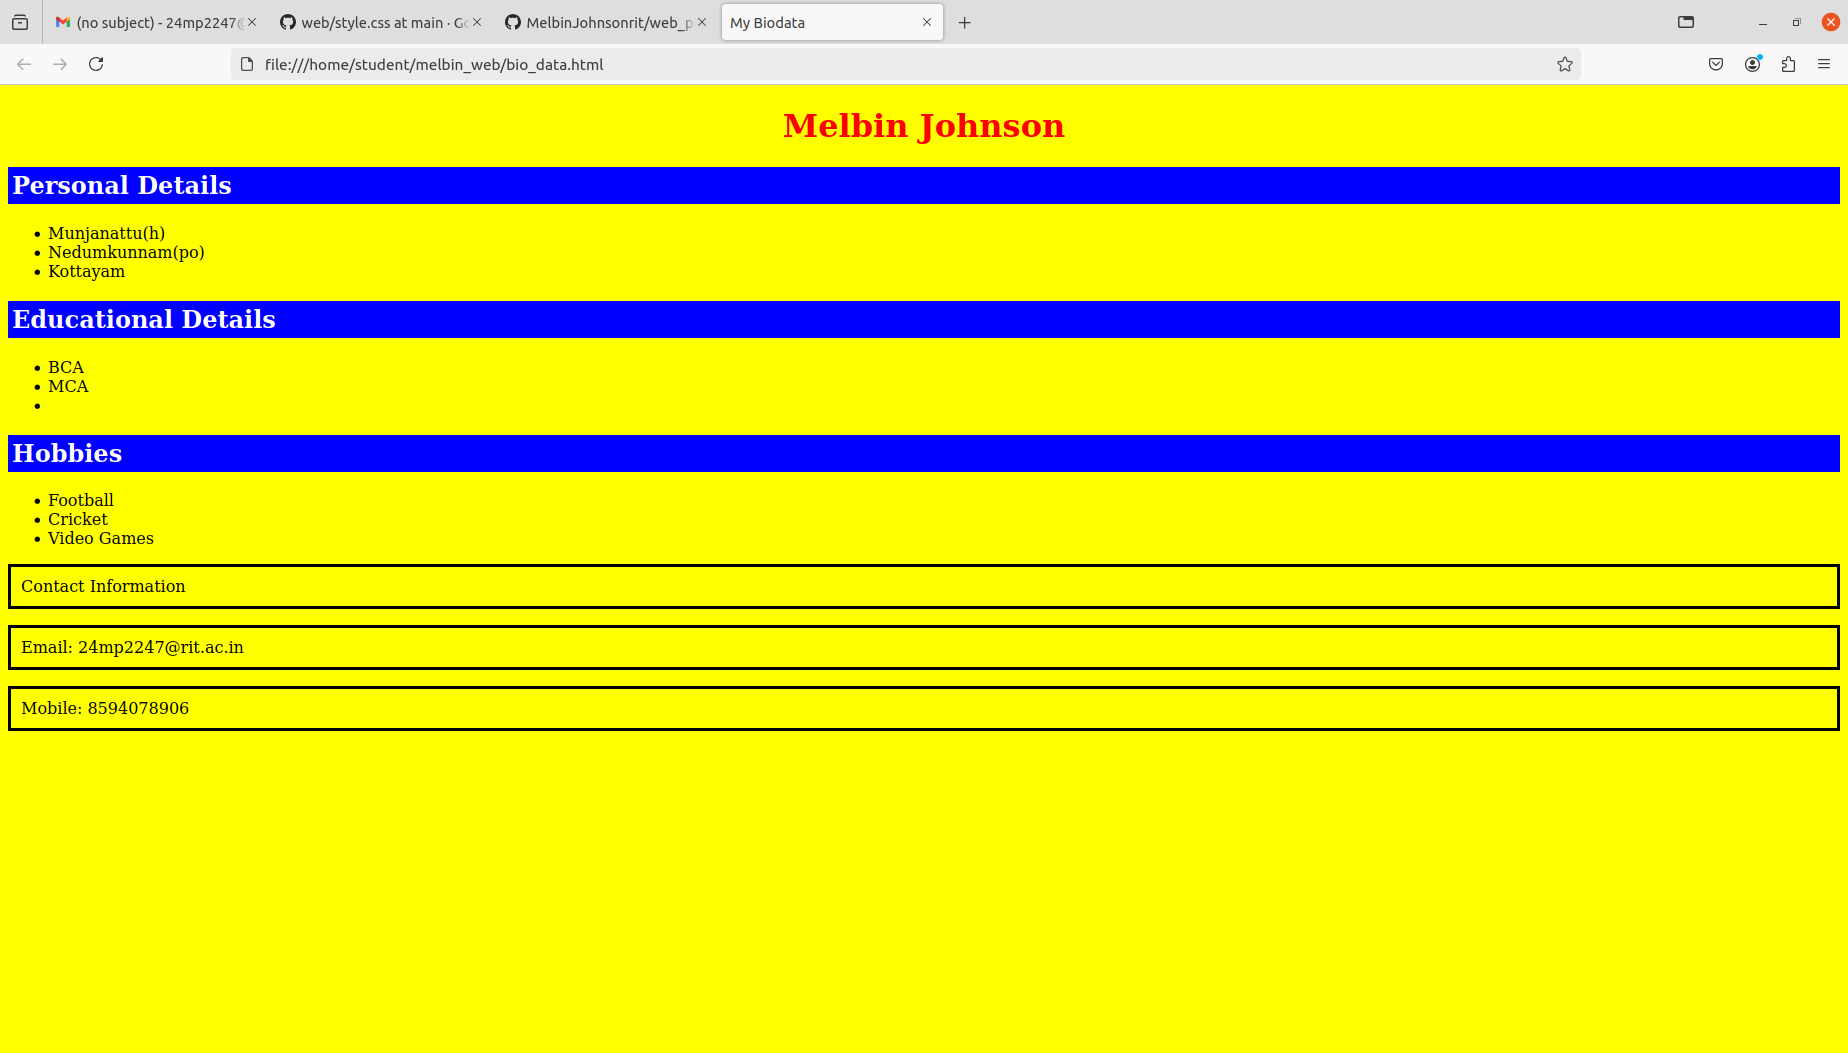 (no subject) - 24mp2247@
web/style.css at main · Gi
MelbinJohnsonrit/web_p
My Biodata
file:///home/student/melbin_web/bio_data.html
Melbin Johnson
Personal Details
• Munjanattu(h)
• Nedumkunnam(po)
• Kottayam
Educational Details
• BCA
• MCA
•
Hobbies
• Football
• Cricket
• Video Games
Contact Information
Email: 24mp2247@rit.ac.in
Mobile: 8594078906